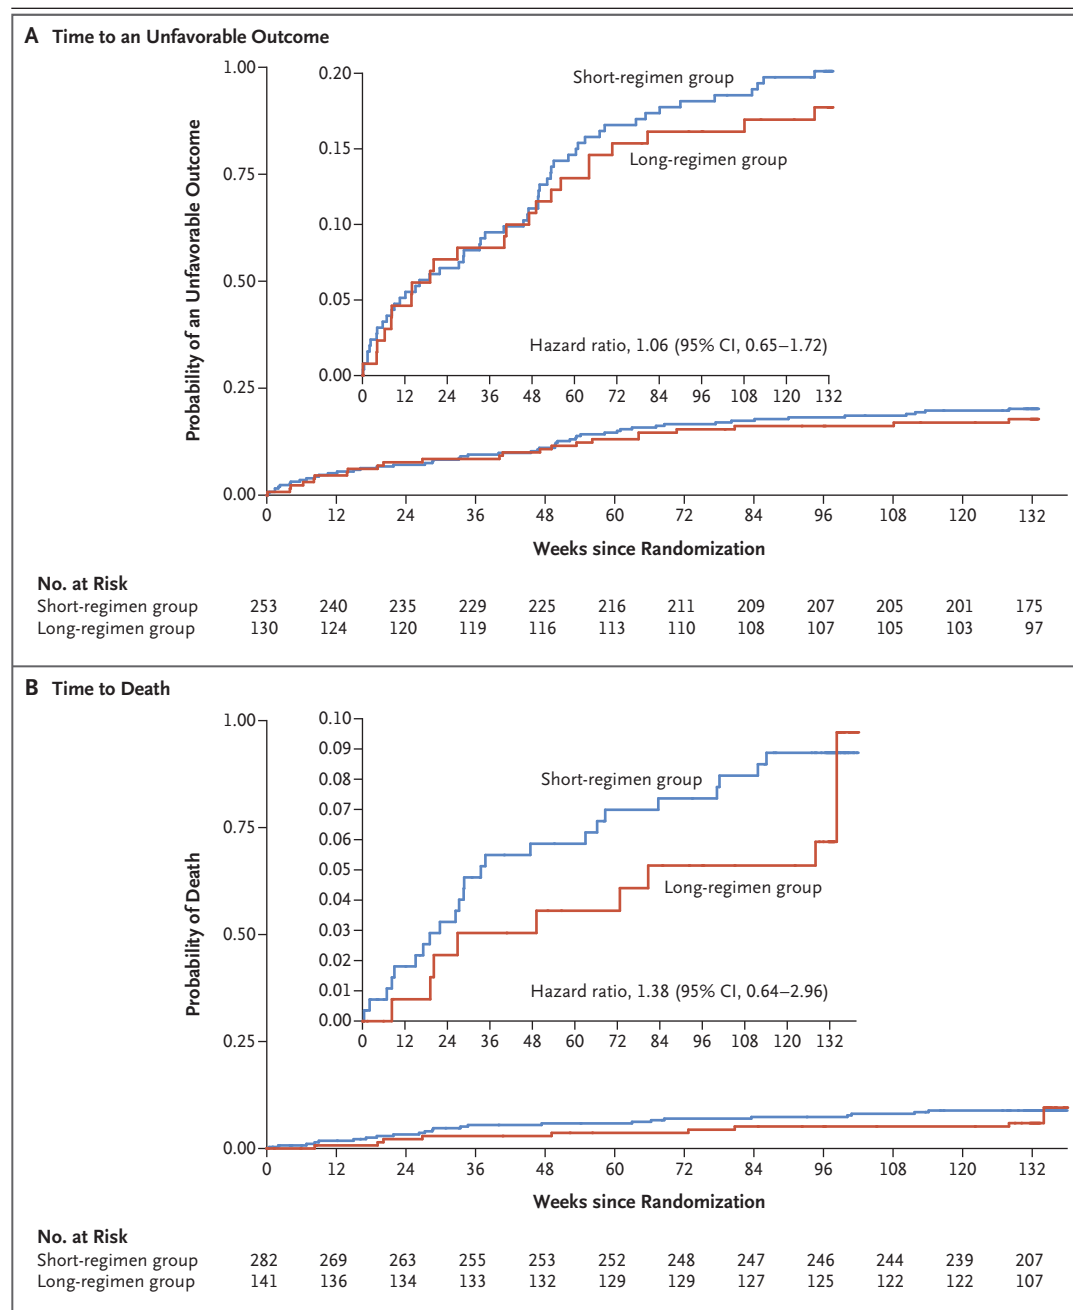 A Time to an Unfavorable Outcome
1.00
0.75
0.50
0.25
0.00
Probability of an Unfavorable Outcome
0.20
0.15
0.10
0.05
0.00
Short-regimen group
Long-regimen group
Hazard ratio, 1.06 (95% CI, 0.65–1.72)
0 12 24 36 48 60 72 84 96 108 120 132
0 12 24 36 48 60 72 84 96 108 120 132
Weeks since Randomization
No. at Risk
Short-regimen group 253 240 235 229 225 216 211 209 207 205 201 175
Long-regimen group 130 124 120 119 116 113 110 108 107 105 103 97
B Time to Death
1.00
0.75
0.50
0.25
0.00
Probability of Death
0.10
0.09
0.08
0.07
0.06
0.05
0.04
0.03
0.02
0.01
0.00
Short-regimen group
Long-regimen group
Hazard ratio, 1.38 (95% CI, 0.64–2.96)
0 12 24 36 48 60 72 84 96 108 120 132
0 12 24 36 48 60 72 84 96 108 120 132
Weeks since Randomization
No. at Risk
Short-regimen group 282 269 263 255 253 252 248 247 246 244 239 207
Long-regimen group 141 136 134 133 132 129 129 127 125 122 122 107